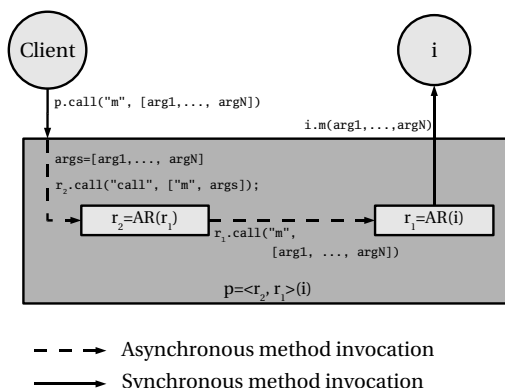 Client
i
p.call("m", [arg1,..., argN])
i.m(arg1,...,argN)
args=[arg1,..., argN]
r2.call("call", ["m", args]);
r2=AR(r1)
r1=AR(i)
r1.call("m",
[arg1, ..., argN])
p=<r2, r1>(i)
Asynchronous method invocation
Synchronous method invocation